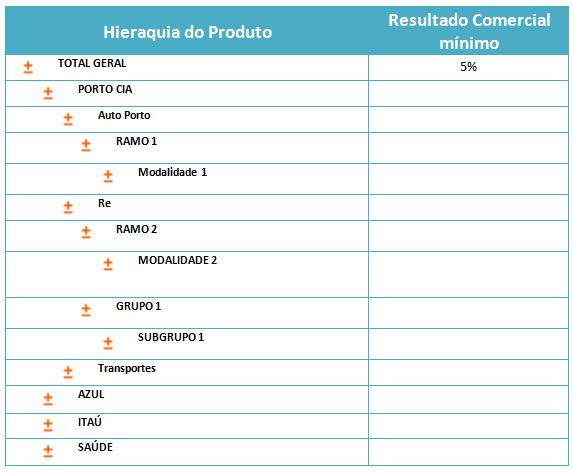 Hieraquia do Produto
Resultado Comercial
mínimo
TOTAL GERAL
5%
PORTO CIA
Auto Porto
RAMO 1
Modalidade 1
Re
RAMO 2
MODALIDADE 2
GRUPO 1
SUBGRUPO 1
Transportes
AZUL
ITAÚ
SAÚDE